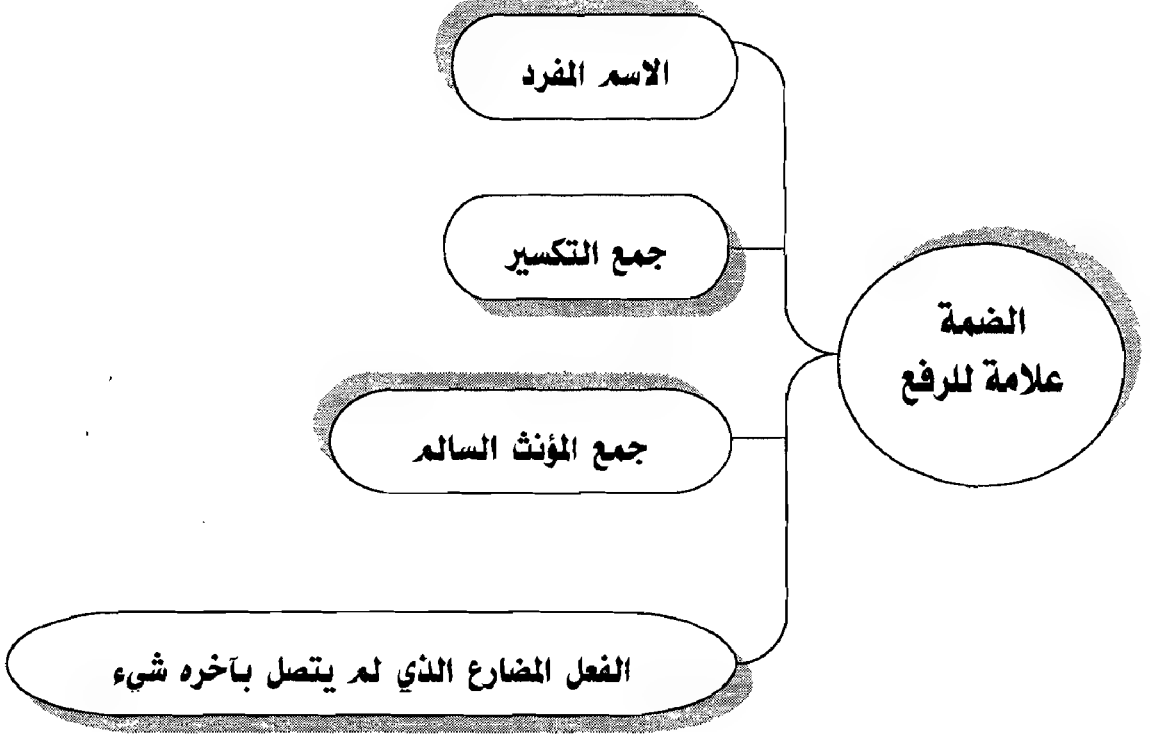 الضمة
علامة للرفع
الاسم المفرد
جمع التكسير
جمع المؤنث السالم
الفعل المضارع الذي لم يتصل بآخره شيء